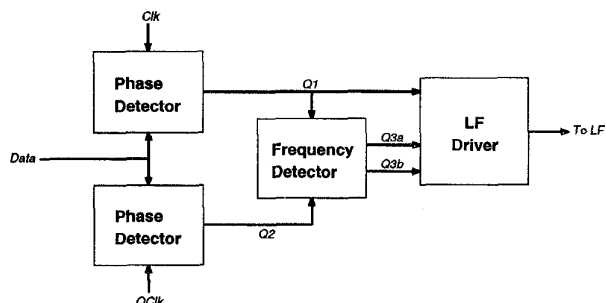 Clk
Phase
Detector
Q1
LF
Driver
To LF
Frequency
Detector
Q3a
Q3b
Data
Phase
Detector
Q2
QClk